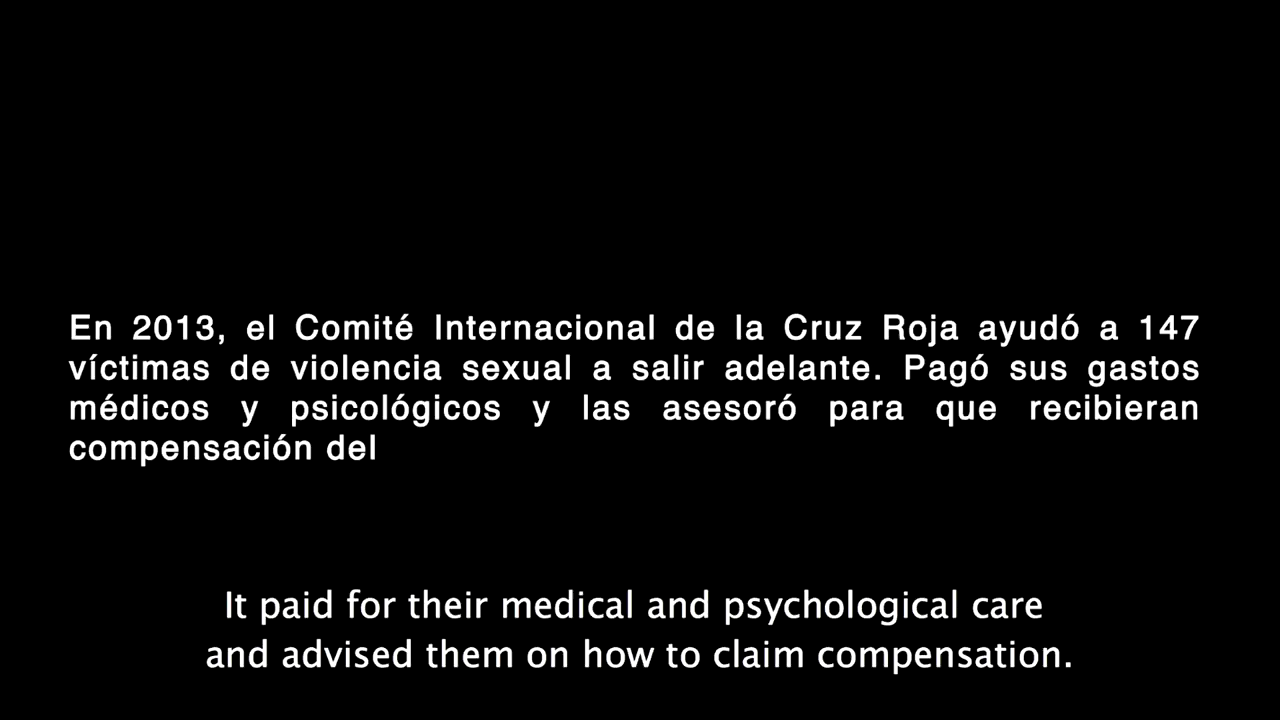 En 2013, el Comité Internacional de la Cruz Roja ayudó a 147
víctimas de violencia sexual a salir adelante. Pagó sus gastos
médicos y psicológicos y las asesoró para que recibieran
compensación del
It paid for their medical and psychological care
and advised them on how to claim compensation.